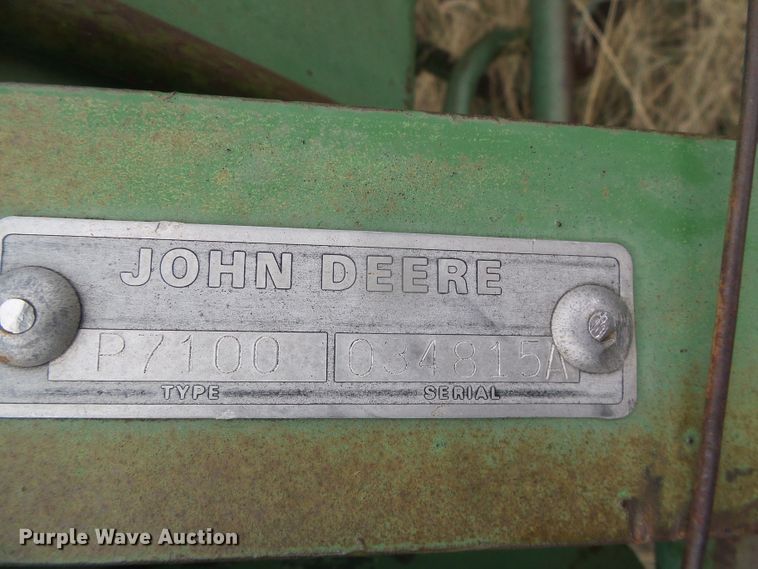 JOHN DEERE
P7100 034815A
TYPE SERIAL
Purple Wave Auction